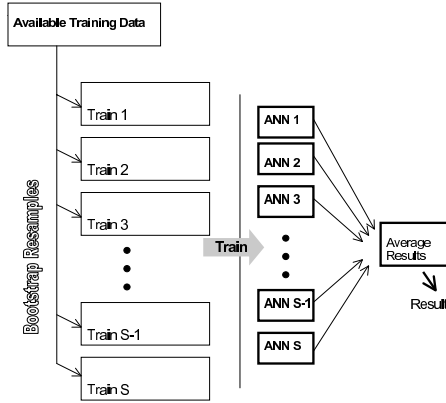 Available Training Data
Bootstrap Resamples
Train 1
Train 2
Train 3
Train S-1
Train S
Train
ANN 1
ANN 2
ANN 3
ANN S-1
ANN S
Average
Results
Result